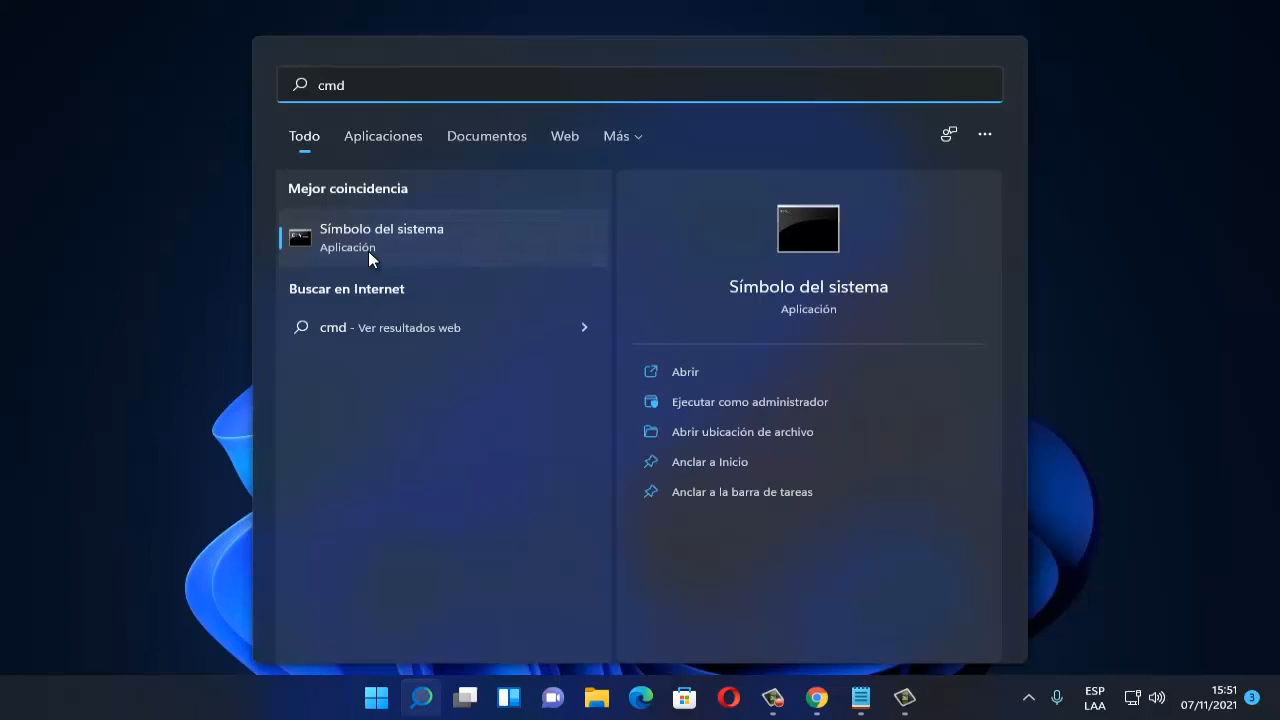 cmd
Todo
Aplicaciones
Documentos
Web
Más
Mejor coincidencia
Símbolo del sistema
Aplicación
Buscar en Internet
cmd - Ver resultados web
Símbolo del sistema
Aplicación
Abrir
Ejecutar como administrador
Abrir ubicación de archivo
Anclar a Inicio
Anclar a la barra de tareas
ESP
LAA
15:51
07/11/2021
3